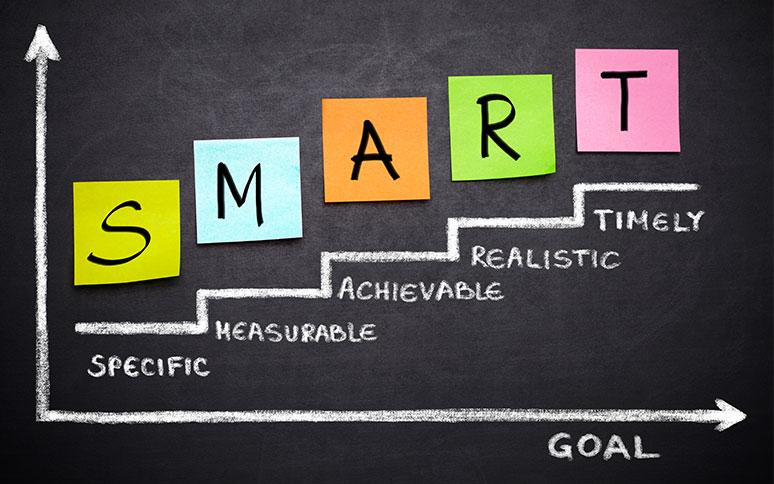 S M A R T
SPECIFIC
MEASURABLE
ACHIEVABLE
REALISTIC
TIMELY
GOAL